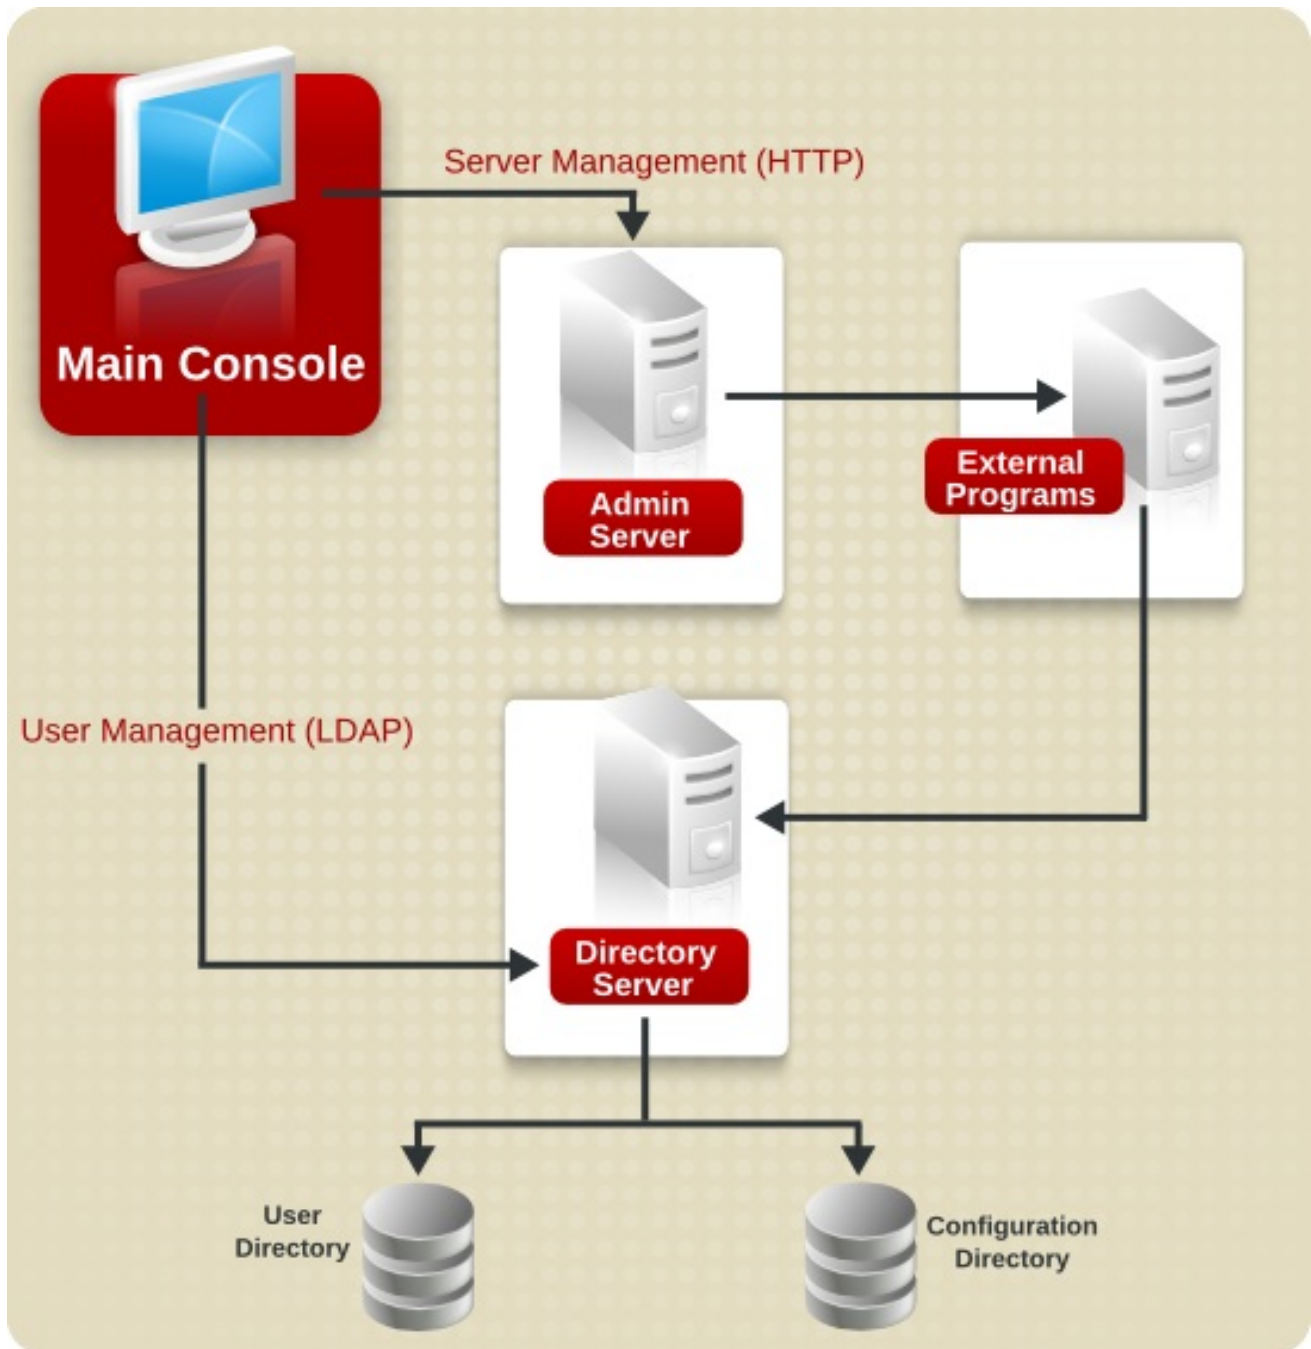 Server Management (HTTP)
Main Console
Admin
Server
External
Programs
User Management (LDAP)
Directory
Server
User
Directory
Configuration
Directory